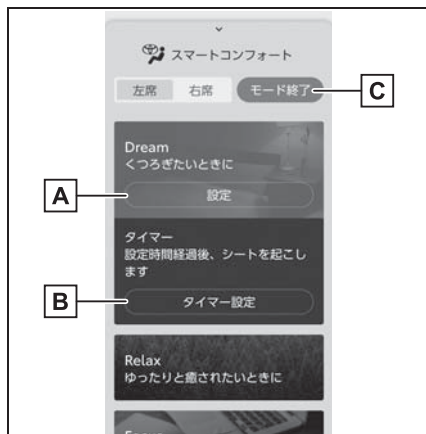 スマートコンフォート
左席 右席 モード終了
C
Dream
くつろぎたいときに
A
設定
タイマー
設定時間経過後、シートを起こし
ます
B
タイマー設定
Relax
ゆったりと癒されたいときに